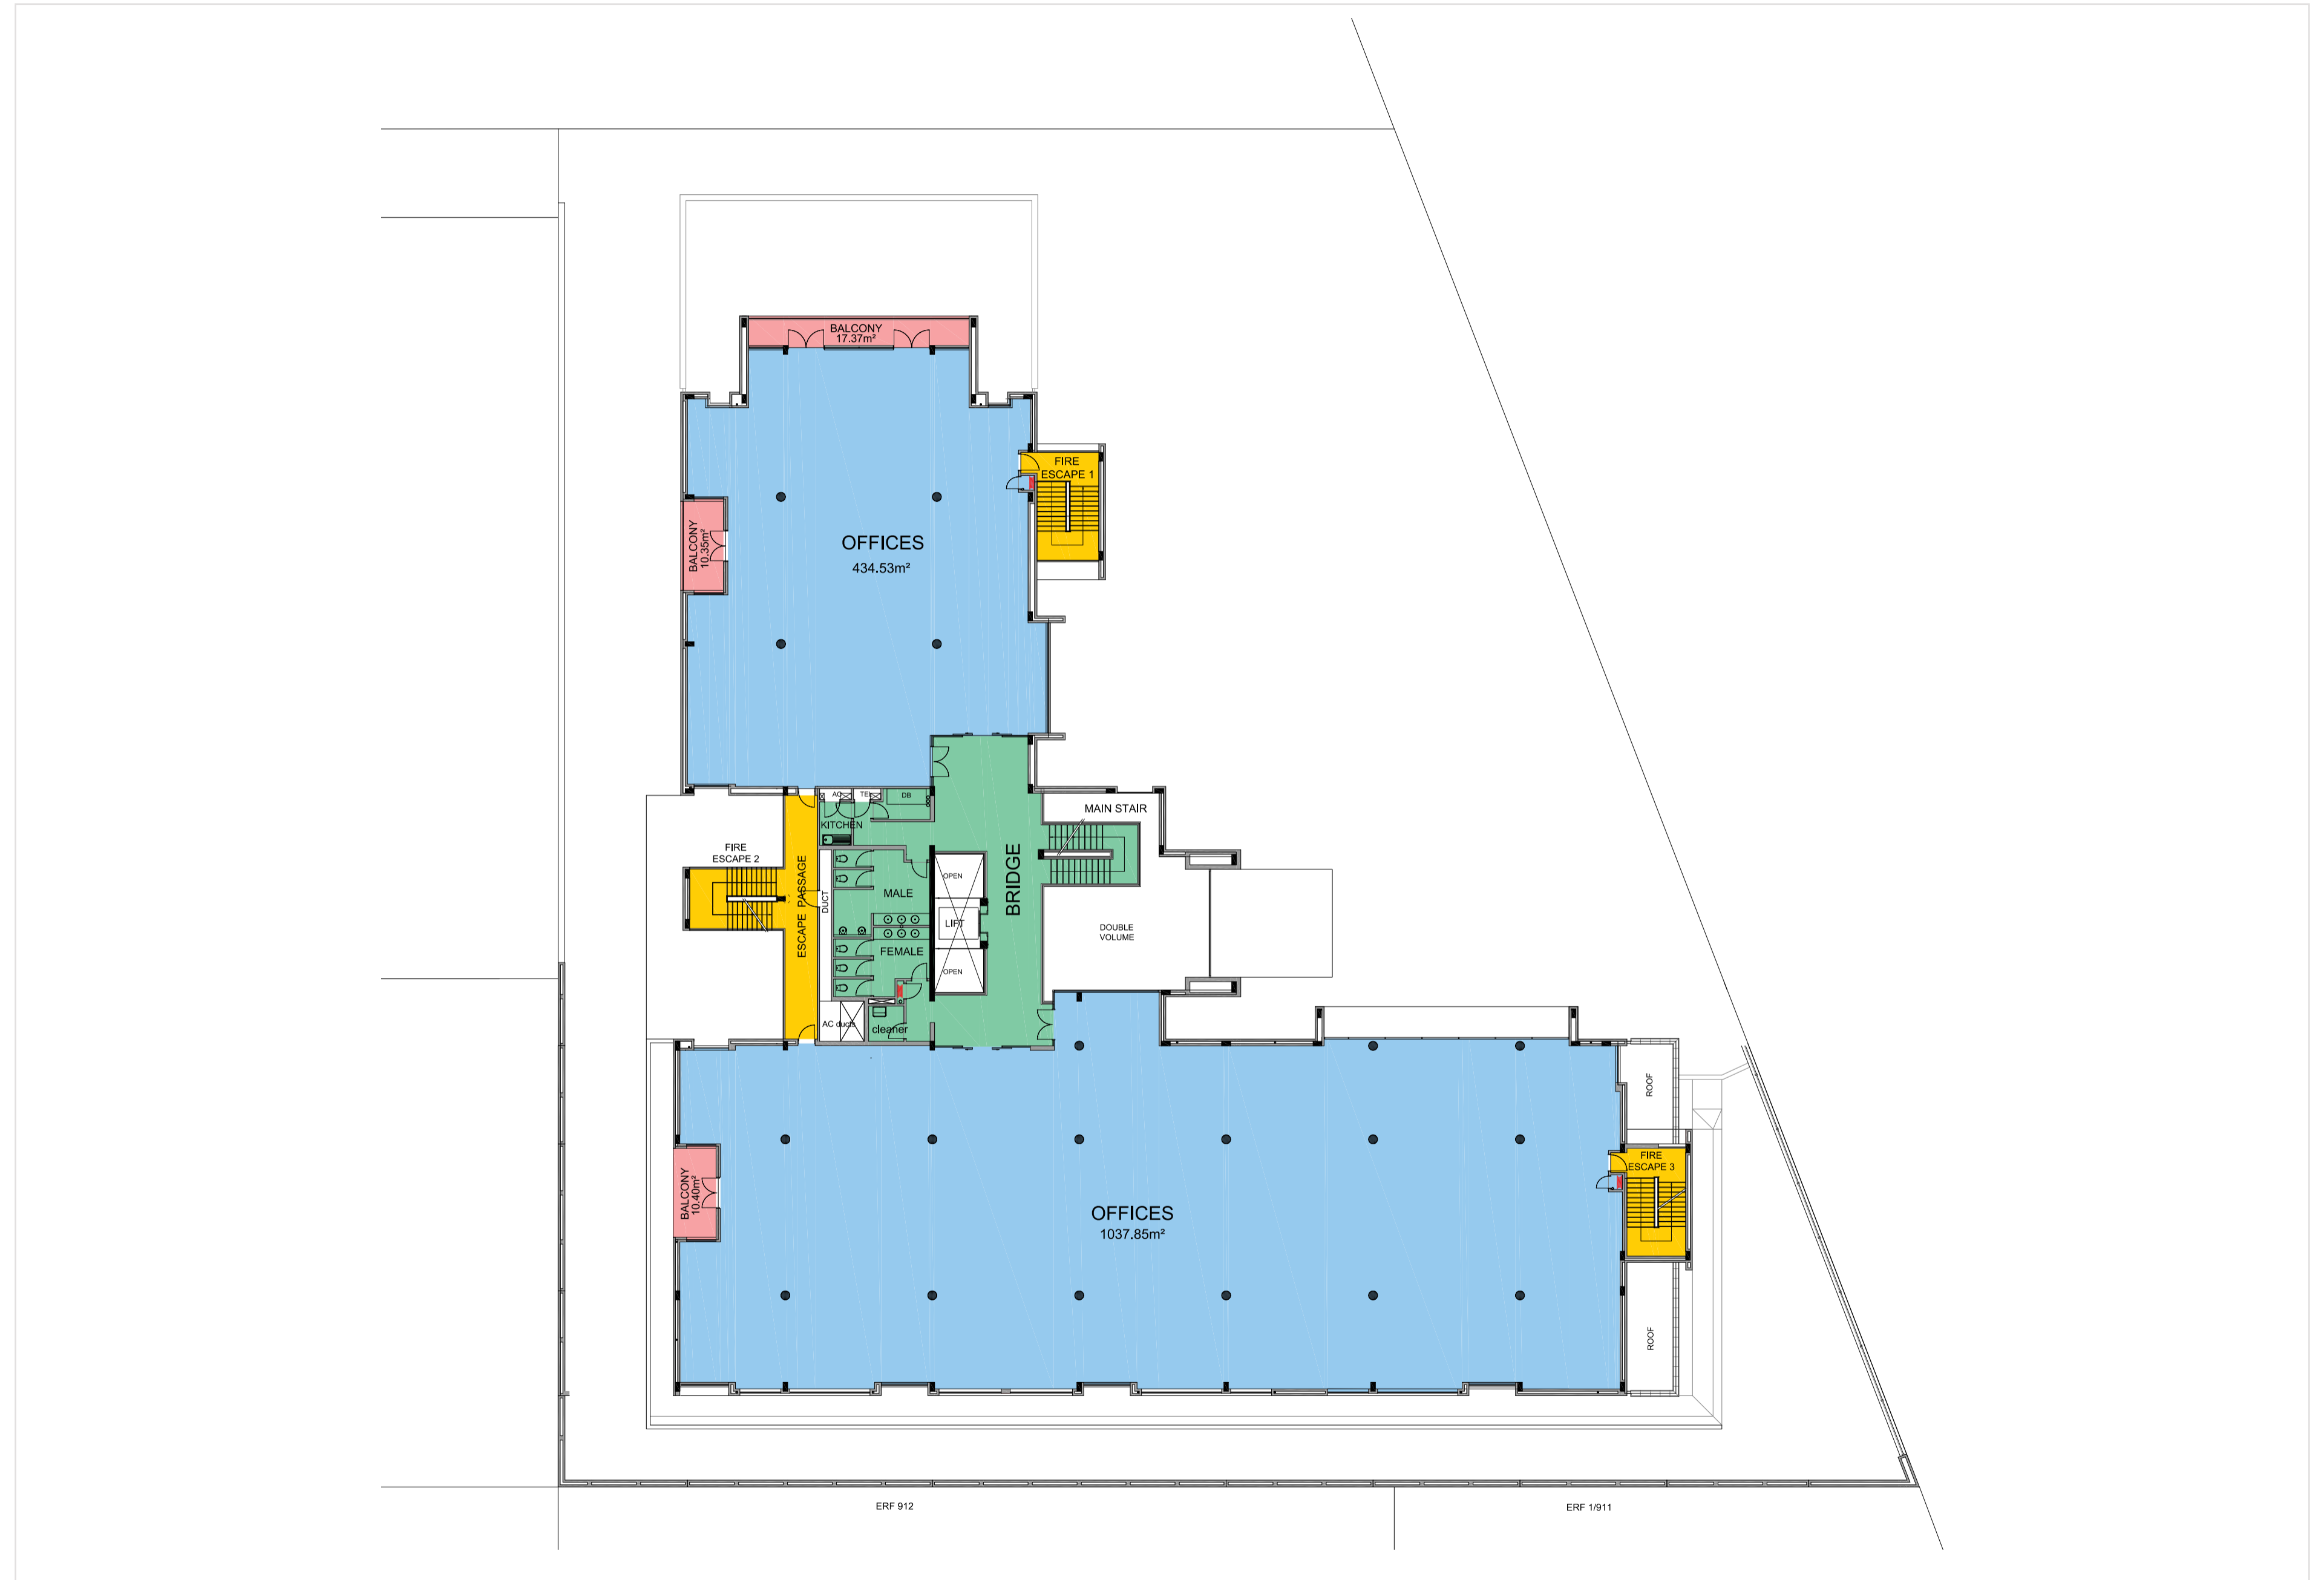 BALCONY
17.37m²
FIRE
ESCAPE 1
BALCONY
10.35m²
OFFICES
434.53m²
AC
TEL
DB
KITCHEN
MAIN STAIR
FIRE
ESCAPE 2
ESCAPE PASSAGE
DUCT
MALE
OPEN
LIFT
OPEN
BRIDGE
FEMALE
DOUBLE
VOLUME
AC ducts
cleaner
ROOF
FIRE
ESCAPE 3
BALCONY
10.40m²
OFFICES
1037.85m²
ROOF
ERF 912
ERF 1/911